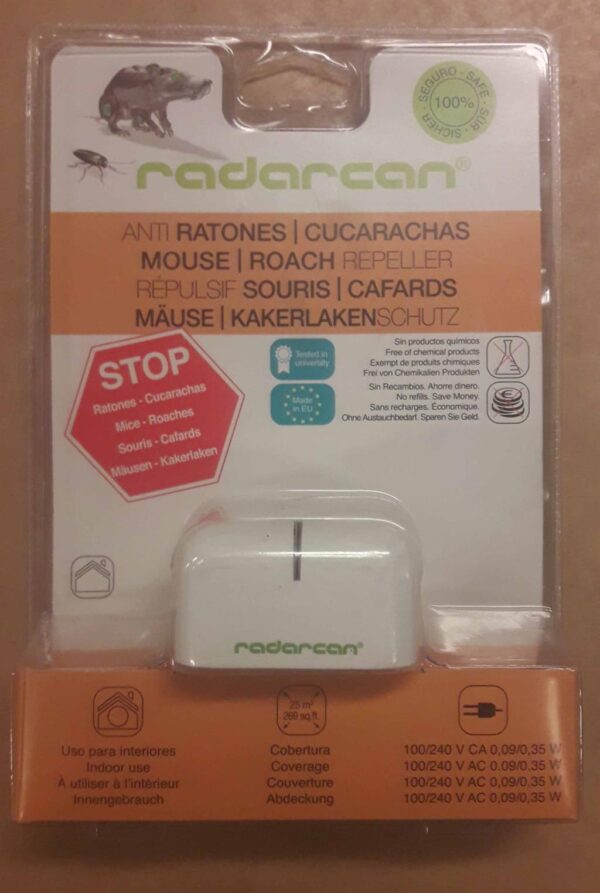 SEGURO - SAFE - SÛR - SICHER -
100%
radarcan®
ANTI RATONES | CUCARACHAS
MOUSE | ROACH REPELLER
RÉPULSIF SOURIS | CAFARDS
MÄUSE | KAKERLAKENSCHUTZ
STOP
Ratones - Cucarachas
Mice - Roaches
Souris - Cafards
Mäusen - Kakerlaken
Tested in
university
Made
in EU
Sin productos químicos
Free of chemical products
Exempt de produits chimiques
Frei von Chemikalien Produkten
Sin Recambios. Ahorre dinero.
No refills. Save Money.
Sans recharges. Économique.
Ohne Austauchbedarf. Sparen Sie Geld.
radarcan®
Uso para interiores
Indoor use
À utiliser à l'intérieur
Innengebrauch
25 m²
269 sq.ft.
Cobertura
Coverage
Couverture
Abdeckung
100/240 V CA 0,09/0,35 W
100/240 V AC 0.09/0.35 W
100/240 V AC 0,09/0,35 W
100/240 V AC 0,09/0,35 W